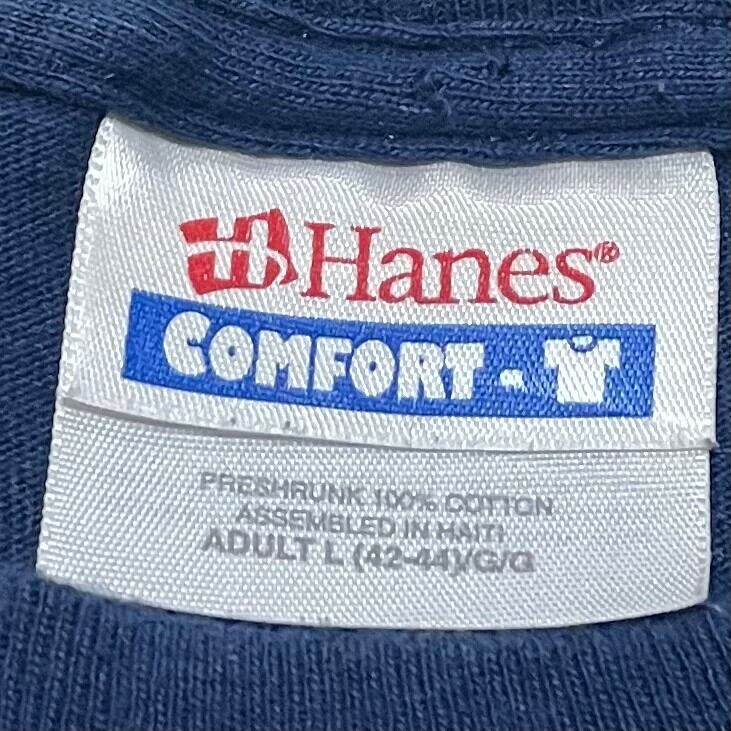 Hanes®
COMFORT-
PRESHRUNK 100% COTTON
ASSEMBLED IN HAITI
ADULT L (42-44)/G/G